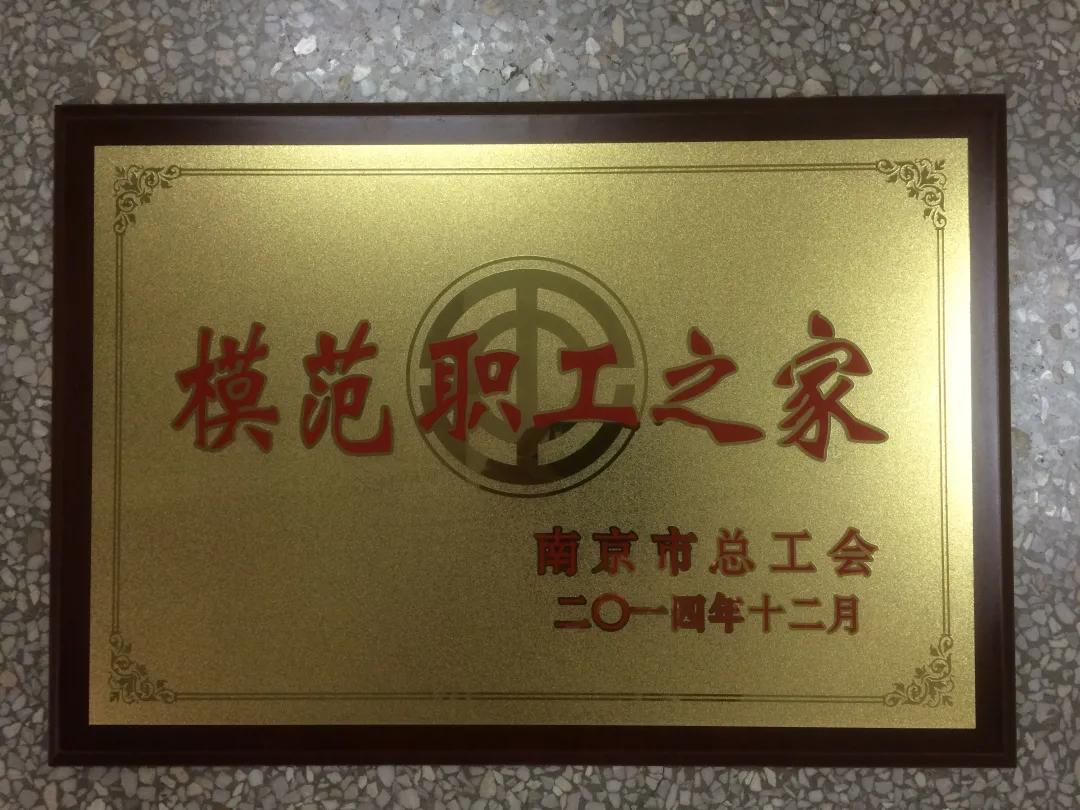 模范职工之家
南京市总工会
二〇一四年十二月